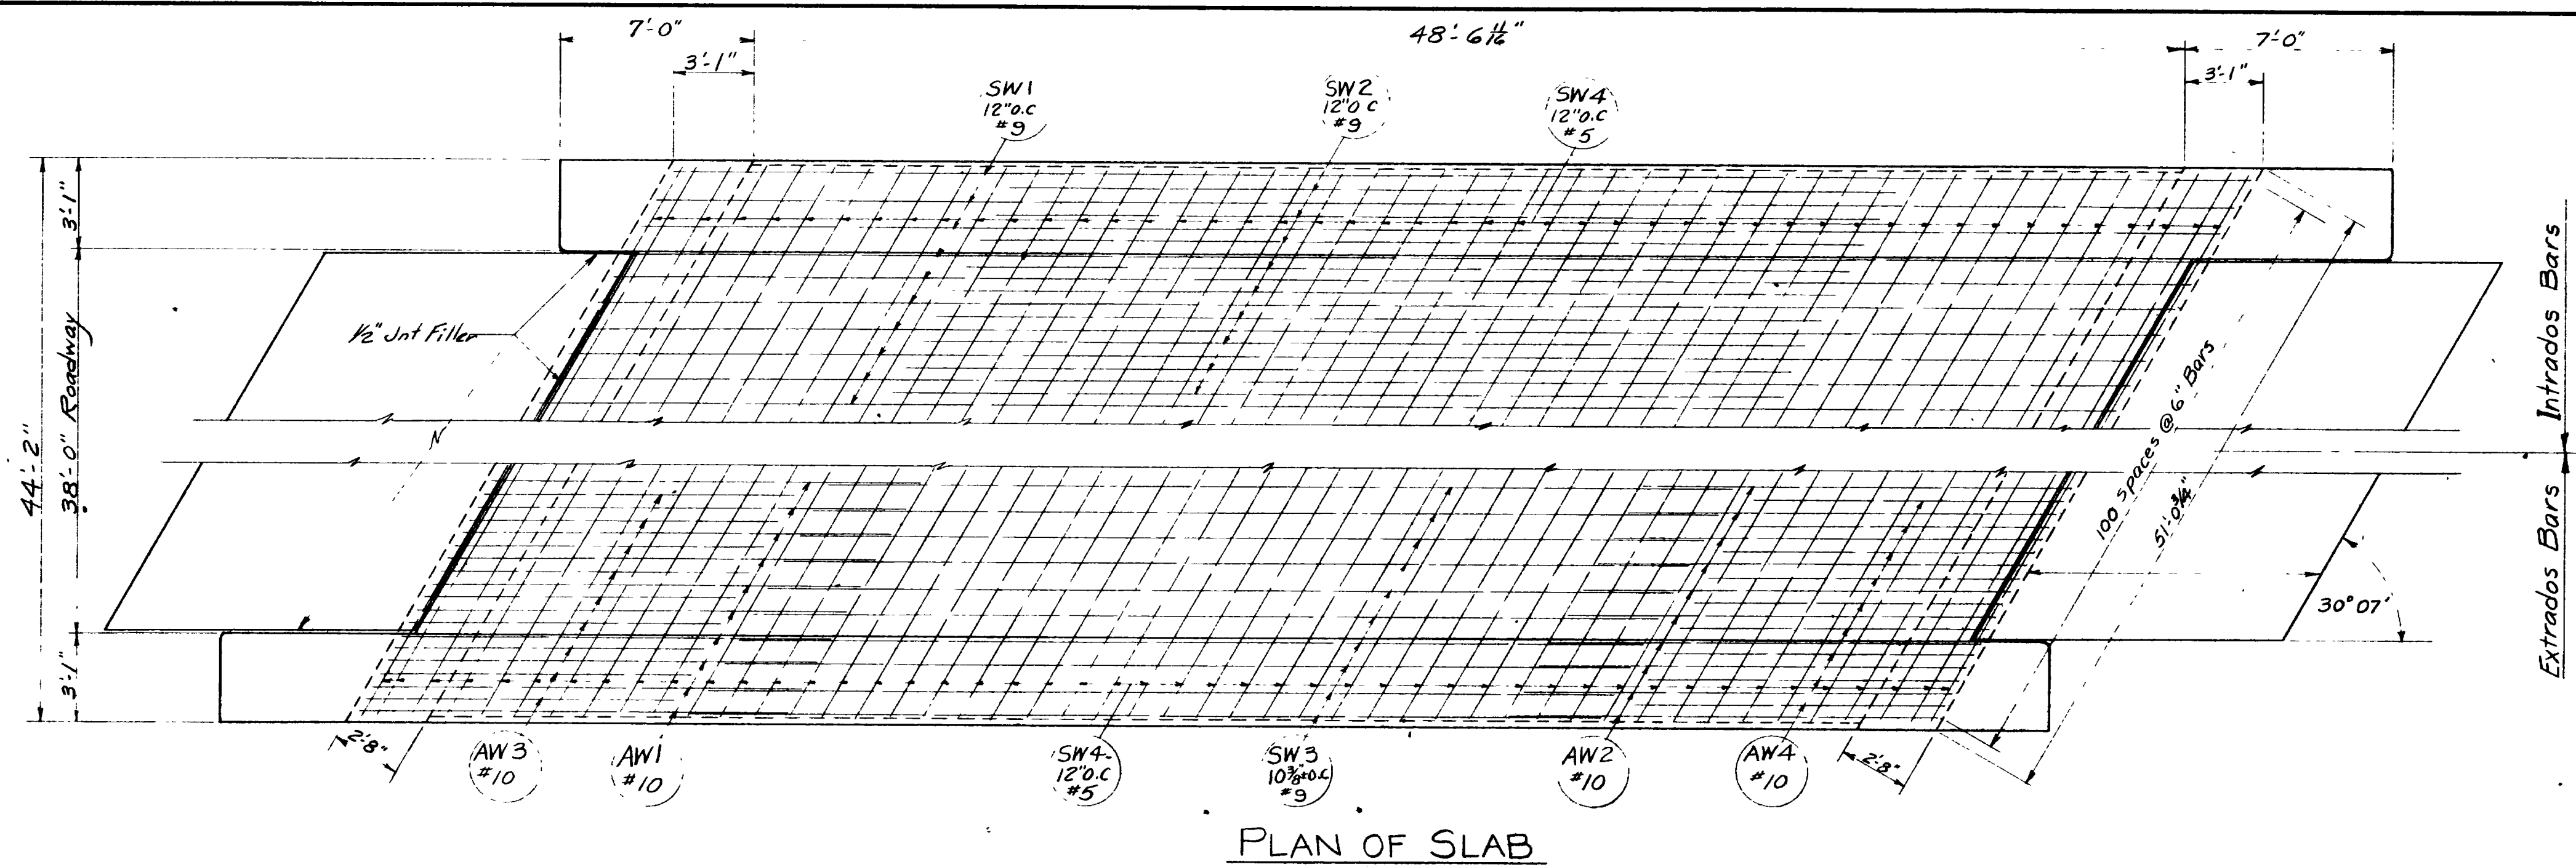 7'-0"
48'-6 11/16"
7'-0"
3'-1"
3'-1"
SW1
12"O.C
#9
SW2
12"O C
#9
SW4
12"O.C
#5
3'-1"
38'-0" Roadway
44'-2"
3'-1"
1/2" Jnt Filler
N
100 spaces @ 6" Bars
51'-0 3/4"
30° 07'
Intrados Bars
Extrados Bars
2'-8"
AW3
#10
AW1
#10
SW4
12"O.C
#5
SW3
10 3/8"±O.C
#9
AW2
#10
AW4
#10
2'-8"
PLAN OF SLAB